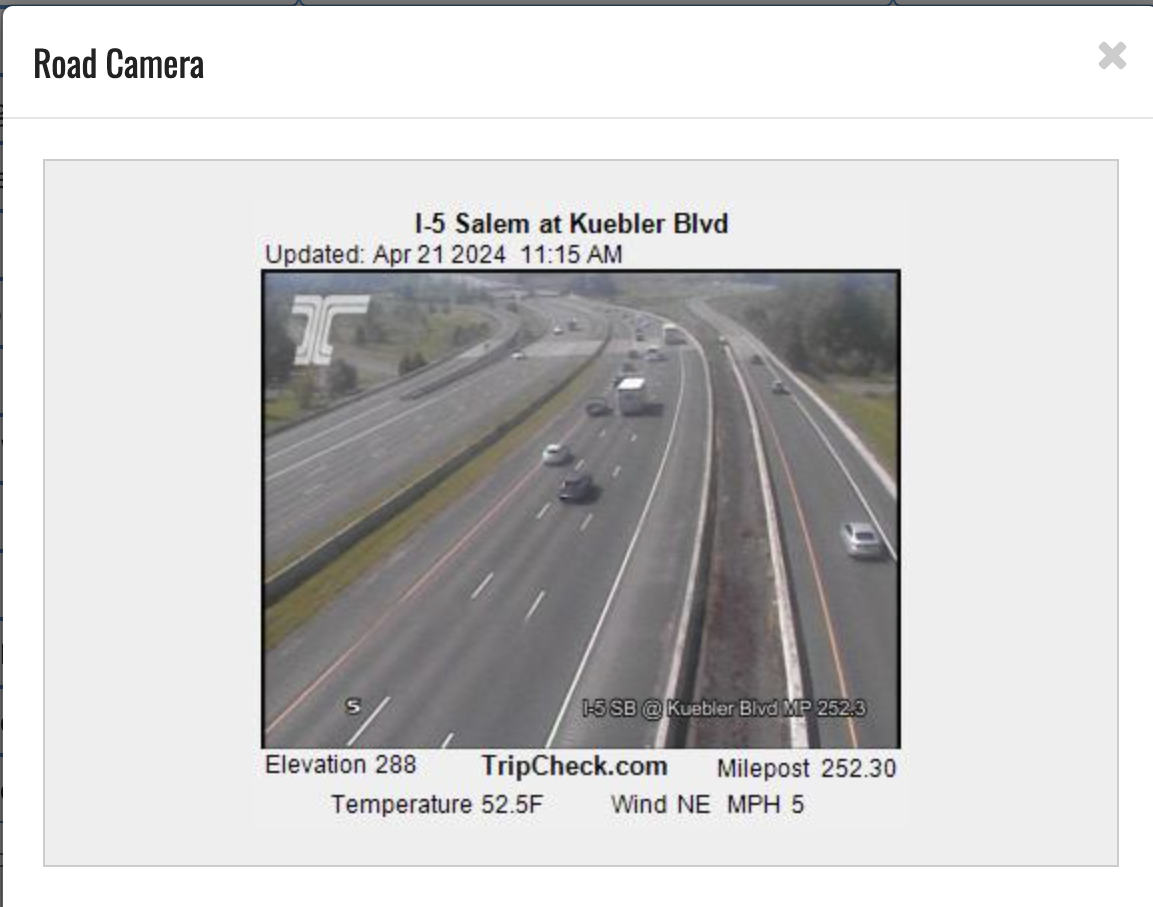 Road Camera
I-5 Salem at Kuebler Blvd
Updated: Apr 21 2024 11:15 AM
S
I-5 SB @ Kuebler Blvd MP 252.3
Elevation 288 TripCheck.com Milepost 252.30
Temperature 52.5F Wind NE MPH 5